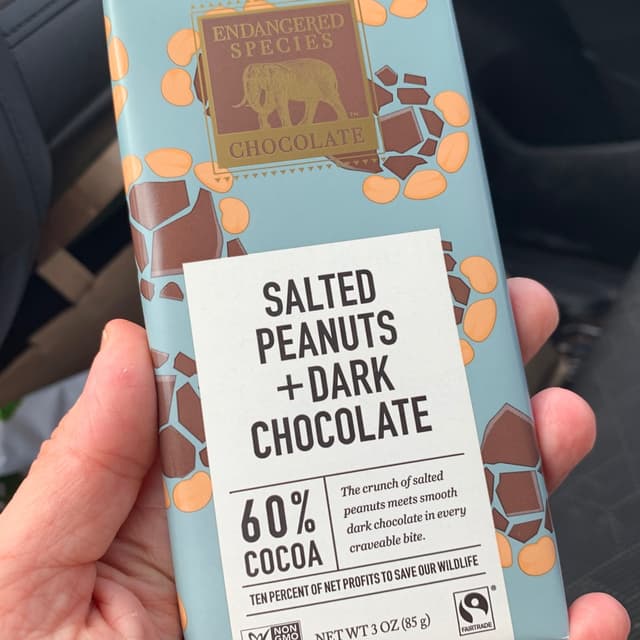 ENDANGERED
SPECIES
CHOCOLATE
SALTED
PEANUTS
+ DARK
CHOCOLATE
60%
COCOA
The crunch of salted
peanuts meets smooth
dark chocolate in every
craveable bite.
TEN PERCENT OF NET PROFITS TO SAVE OUR WILDLIFE
NON
GMO
NET WT 3 OZ (85 g)
FAIRTRADE